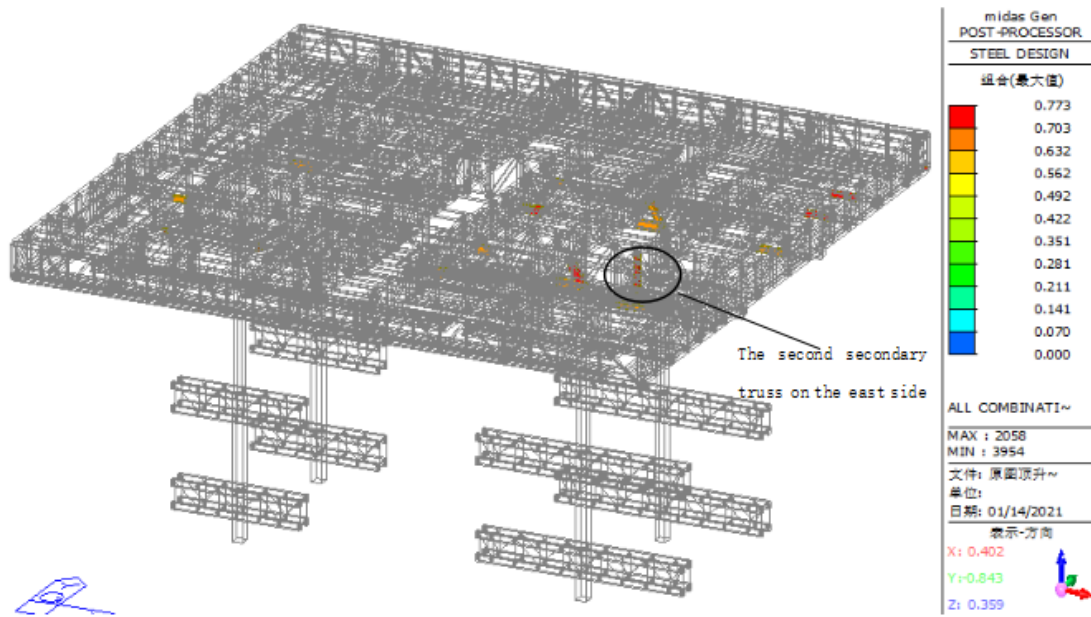 The second secondary
truss on the east side
midas Gen
POST-PROCESSOR
STEEL DESIGN
组合(最大值)
0.773
0.703
0.632
0.562
0.492
0.422
0.351
0.281
0.211
0.141
0.070
0.000
ALL COMBINATI~
MAX : 2058
MIN : 3954
文件: 原图顶升~
单位:
日期: 01/14/2021
表示-方向
X: 0.402
Y:-0.843
Z: 0.359